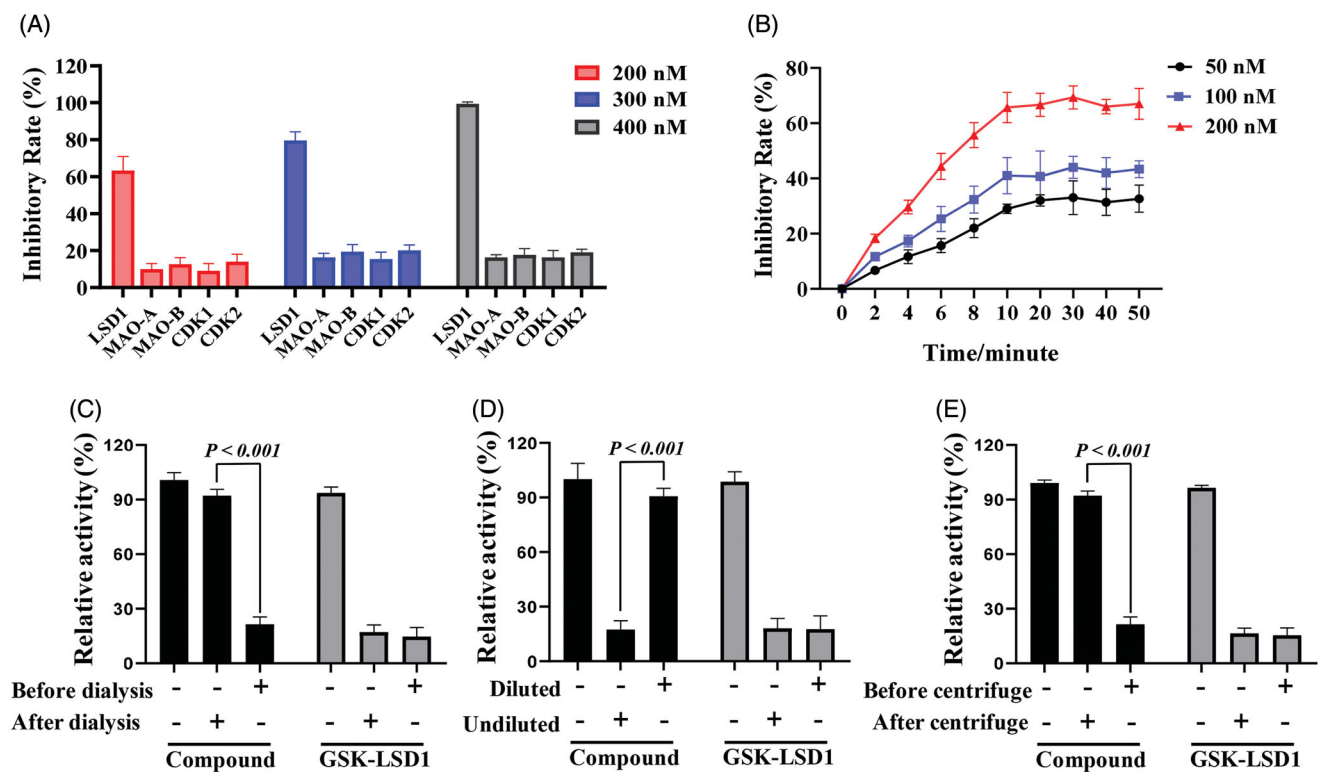 (A)
Inhibitory Rate (%)
120
100
80
60
40
20
0
LSD1
MAO-A
MAO-B
CDK1
CDK2
LSD1
MAO-A
MAO-B
CDK1
CDK2
LSD1
MAO-A
MAO-B
CDK1
CDK2
200 nM
300 nM
400 nM
(B)
Inhibitory Rate (%)
80
60
40
20
0
0 2 4 6 8 10 20 30 40 50
Time/minute
50 nM
100 nM
200 nM
(C)
Relative activity (%)
120
90
60
30
0
P < 0.001
Before dialysis - - + - - +
After dialysis - + - - + -
Compound GSK-LSD1
(D)
Relative activity (%)
120
90
60
30
0
P < 0.001
Diluted - - + - - +
Undiluted - + - - + -
Compound GSK-LSD1
(E)
Relative activity (%)
120
90
60
30
0
P < 0.001
Before centrifuge - - + - - +
After centrifuge - + - - + -
Compound GSK-LSD1